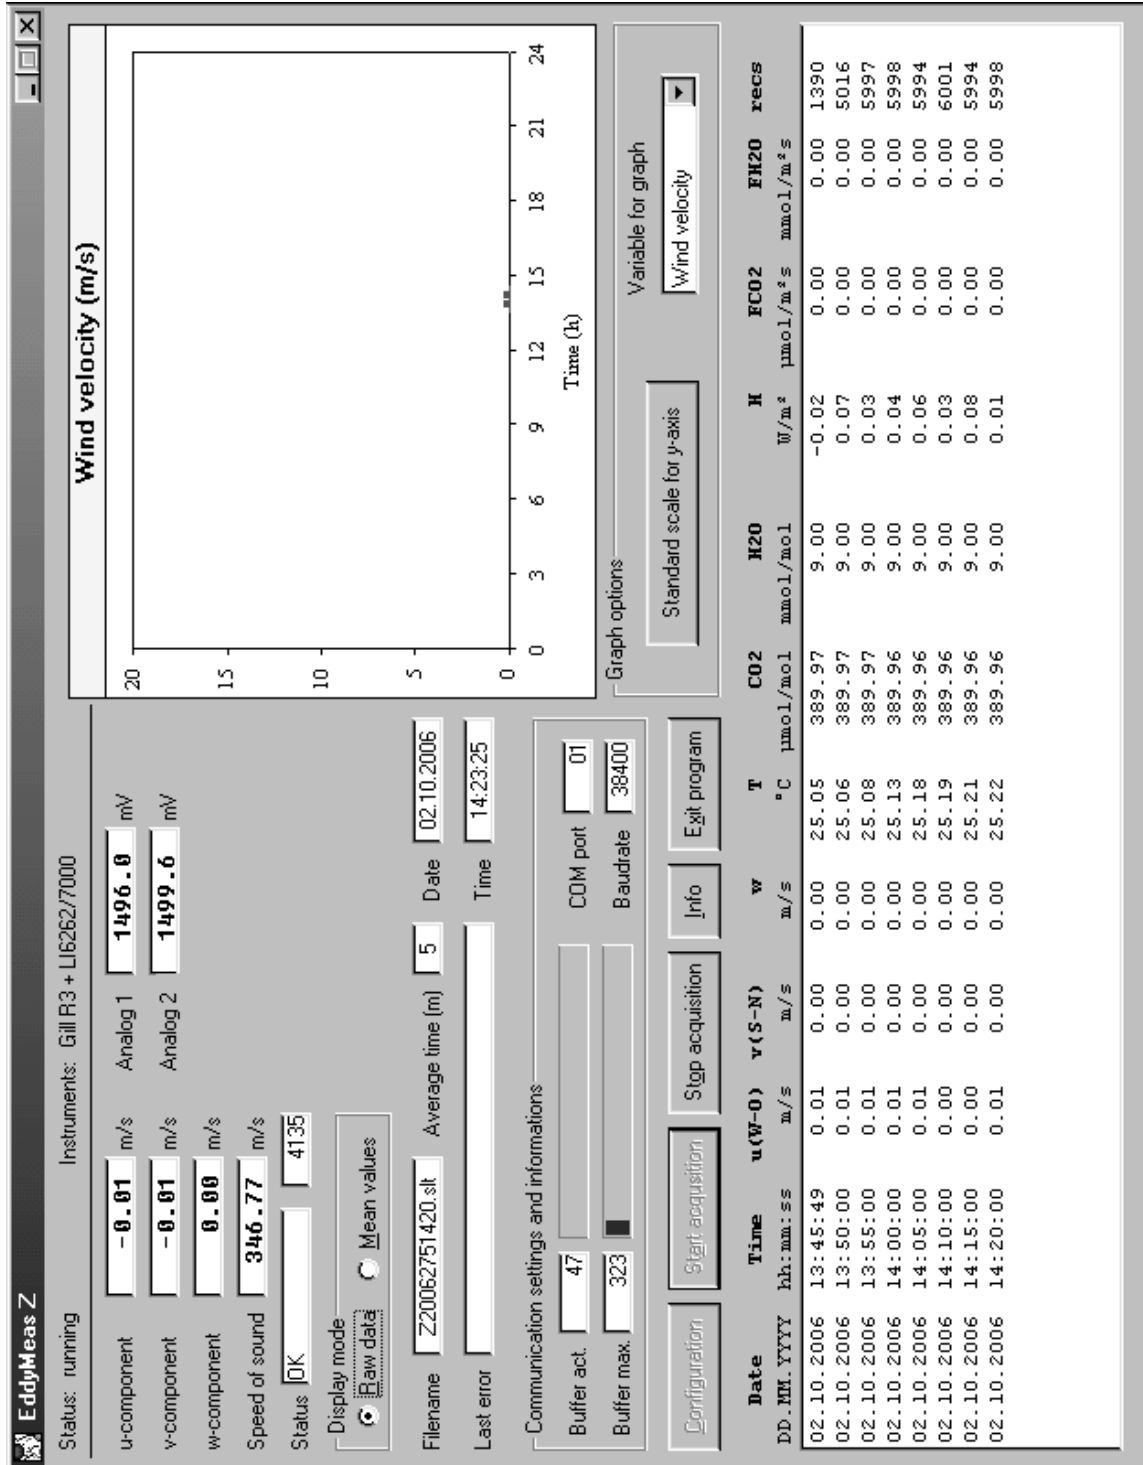 EddyMeas Z
Status: running
Instruments: Gill R3 + LI6262/7000
u-component -0.01 m/s Analog 1 1496.0 mV
v-component -0.01 m/s Analog 2 1499.6 mV
w-component 0.00 m/s
Speed of sound 346.77 m/s
Status OK 4135
Display mode
Raw data Mean values
Filename Z20062751420.slt Average time (m) 5 Date 02.10.2006
Last error Time 14:23:25
Communication settings and informations
Buffer act. 47 COM port 01
Buffer max. 323 Baudrate 38400
Configuration Start acquisition Stop acquisition Info Exit program
Wind velocity (m/s)
20
15
10
5
0
0 3 6 9 12 15 18 21 24
Time (h)
Graph options
Standard scale for y-axis
Variable for graph
Wind velocity
Date Time u(W-O) v(S-N) w T CO2 H2O H FCO2 FH2O recs
DD.MM.YYYY hh:mm:ss m/s m/s m/s °C µmol/mol mmol/mol W/m² µmol/m²s mmol/m²s
02.10.2006 13:45:49 0.01 0.00 0.00 25.05 389.97 9.00 -0.02 0.00 0.00 1390
02.10.2006 13:50:00 0.01 0.00 0.00 25.06 389.97 9.00 0.07 0.00 0.00 5016
02.10.2006 13:55:00 0.01 0.00 0.00 25.08 389.97 9.00 0.03 0.00 0.00 5997
02.10.2006 14:00:00 0.01 0.00 0.00 25.13 389.96 9.00 0.04 0.00 0.00 5998
02.10.2006 14:05:00 0.01 0.00 0.00 25.18 389.96 9.00 0.06 0.00 0.00 5994
02.10.2006 14:10:00 0.00 0.00 0.00 25.19 389.96 9.00 0.03 0.00 0.00 6001
02.10.2006 14:15:00 0.00 0.00 0.00 25.21 389.96 9.00 0.08 0.00 0.00 5994
02.10.2006 14:20:00 0.01 0.00 0.00 25.22 389.96 9.00 0.01 0.00 0.00 5998